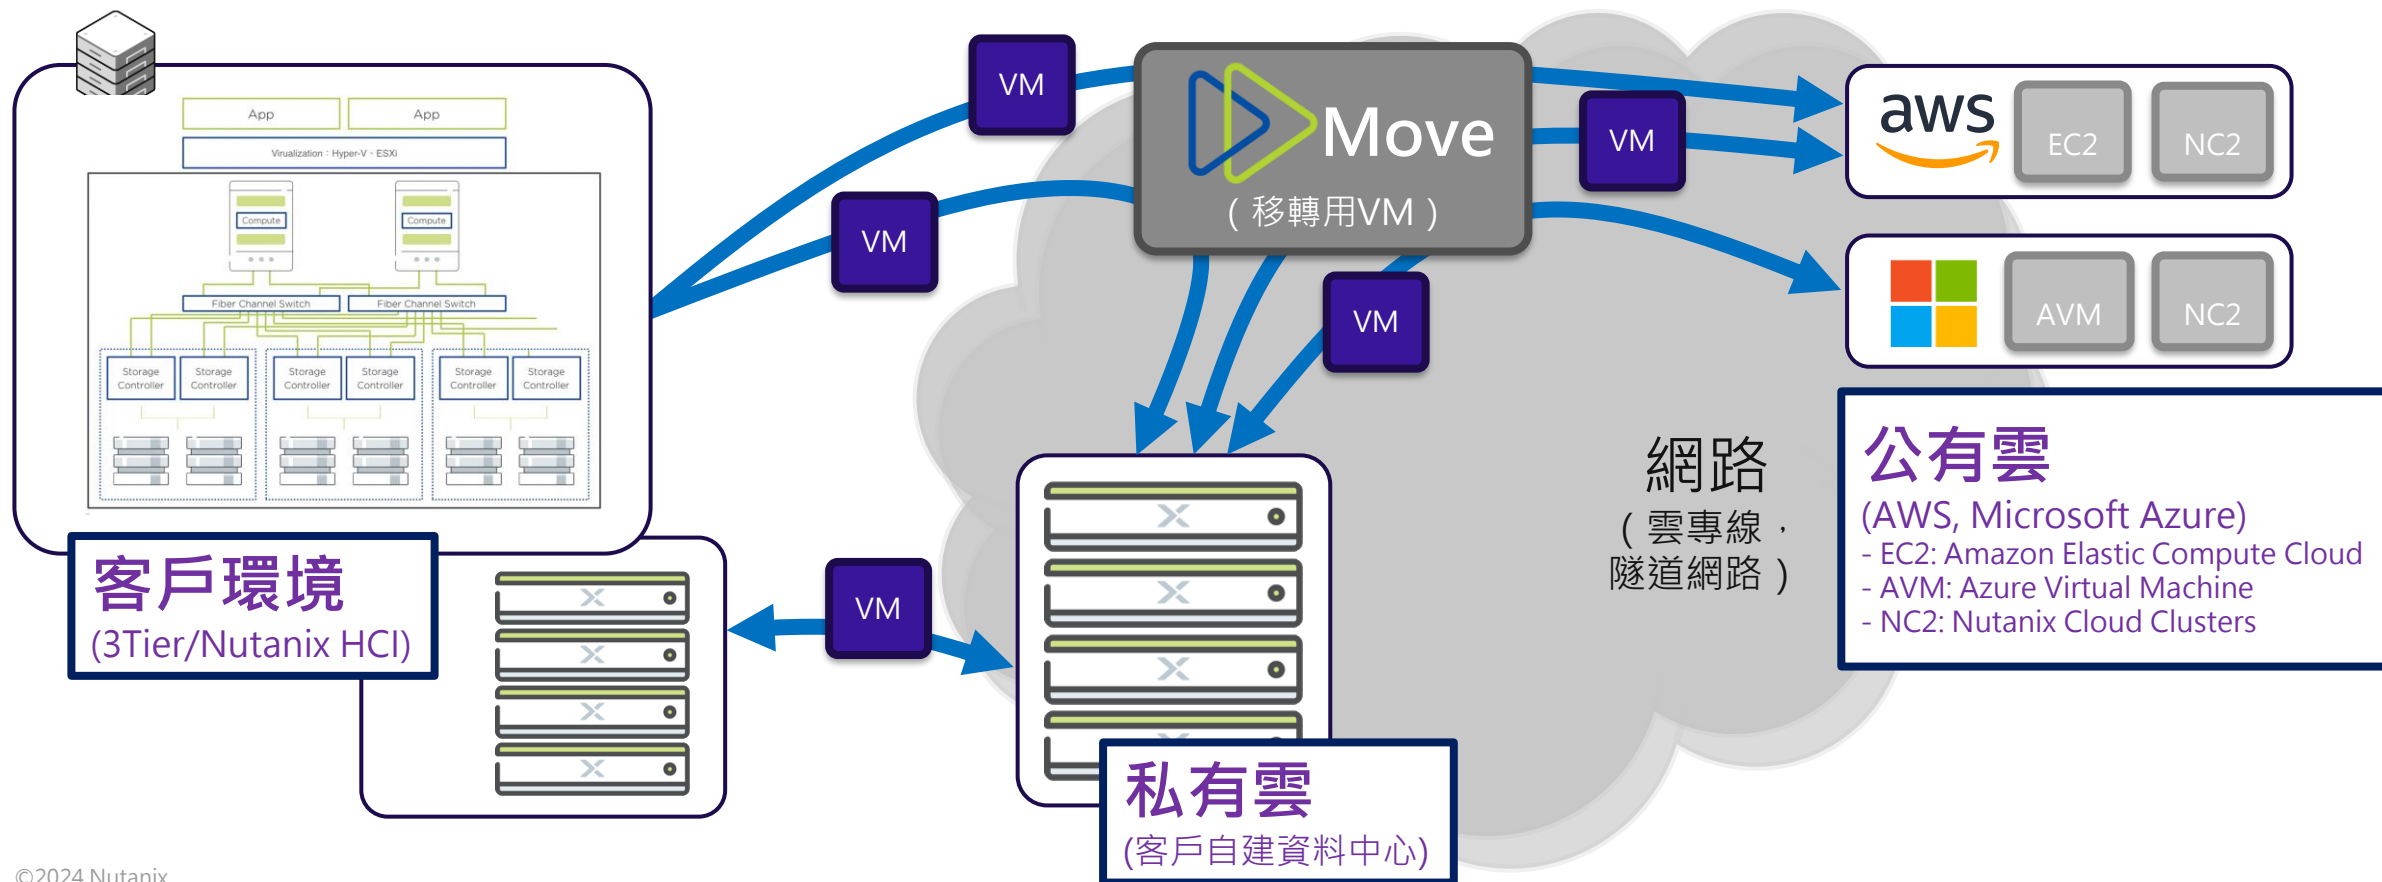 App
App
Virualization：Hyper-V、ESXi
Compute
Compute
Fiber Channel Switch
Fiber Channel Switch
Storage
Controller
Storage
Controller
Storage
Controller
Storage
Controller
Storage
Controller
Storage
Controller
客戶環境
(3Tier/Nutanix HCI)
VM
VM
VM
Move
（移轉用VM）
VM
VM
aws
EC2
NC2
AVM
NC2
網路
（雲專線，
隧道網路）
公有雲
(AWS, Microsoft Azure)
- EC2: Amazon Elastic Compute Cloud
- AVM: Azure Virtual Machine
- NC2: Nutanix Cloud Clusters
私有雲
(客戶自建資料中心)
©2024 Nutanix